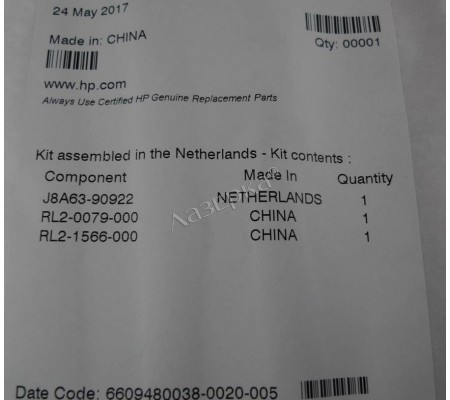 24 May 2017
Made in: CHINA
Qty: 00001
www.hp.com
Always Use Certified HP Genuine Replacement Parts
Kit assembled in the Netherlands - Kit contents :
Component Made In Quantity
J8A63-90922 NETHERLANDS 1
RL2-0079-000 CHINA 1
RL2-1566-000 CHINA 1
Лазерка®
Date Code: 6609480038-0020-005